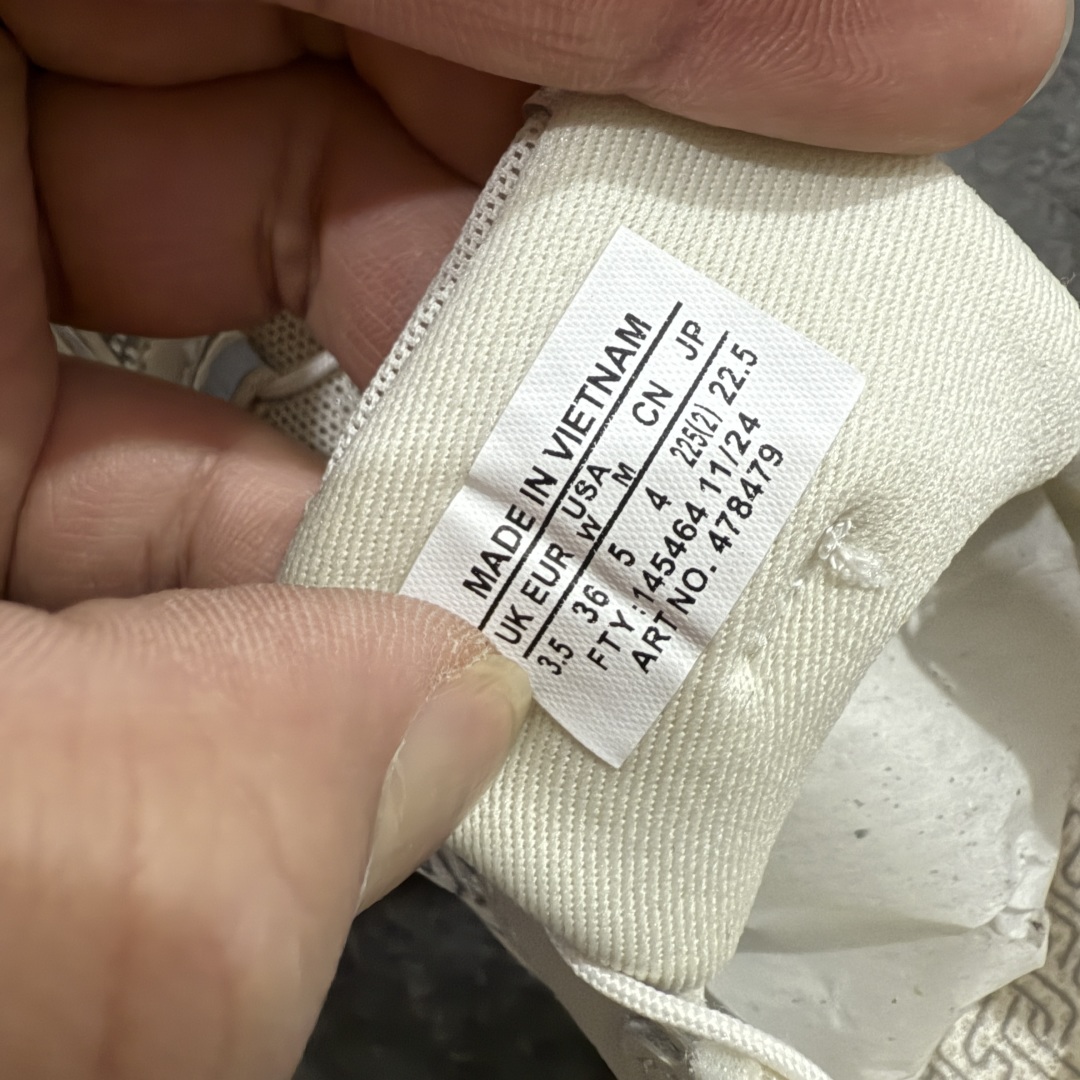 MADE IN VIETNAM
UK EUR USA CN JP
W M
3.5 36 5 4 225(2) 22.5
FTY:145464 11/24
ART NO. 478479